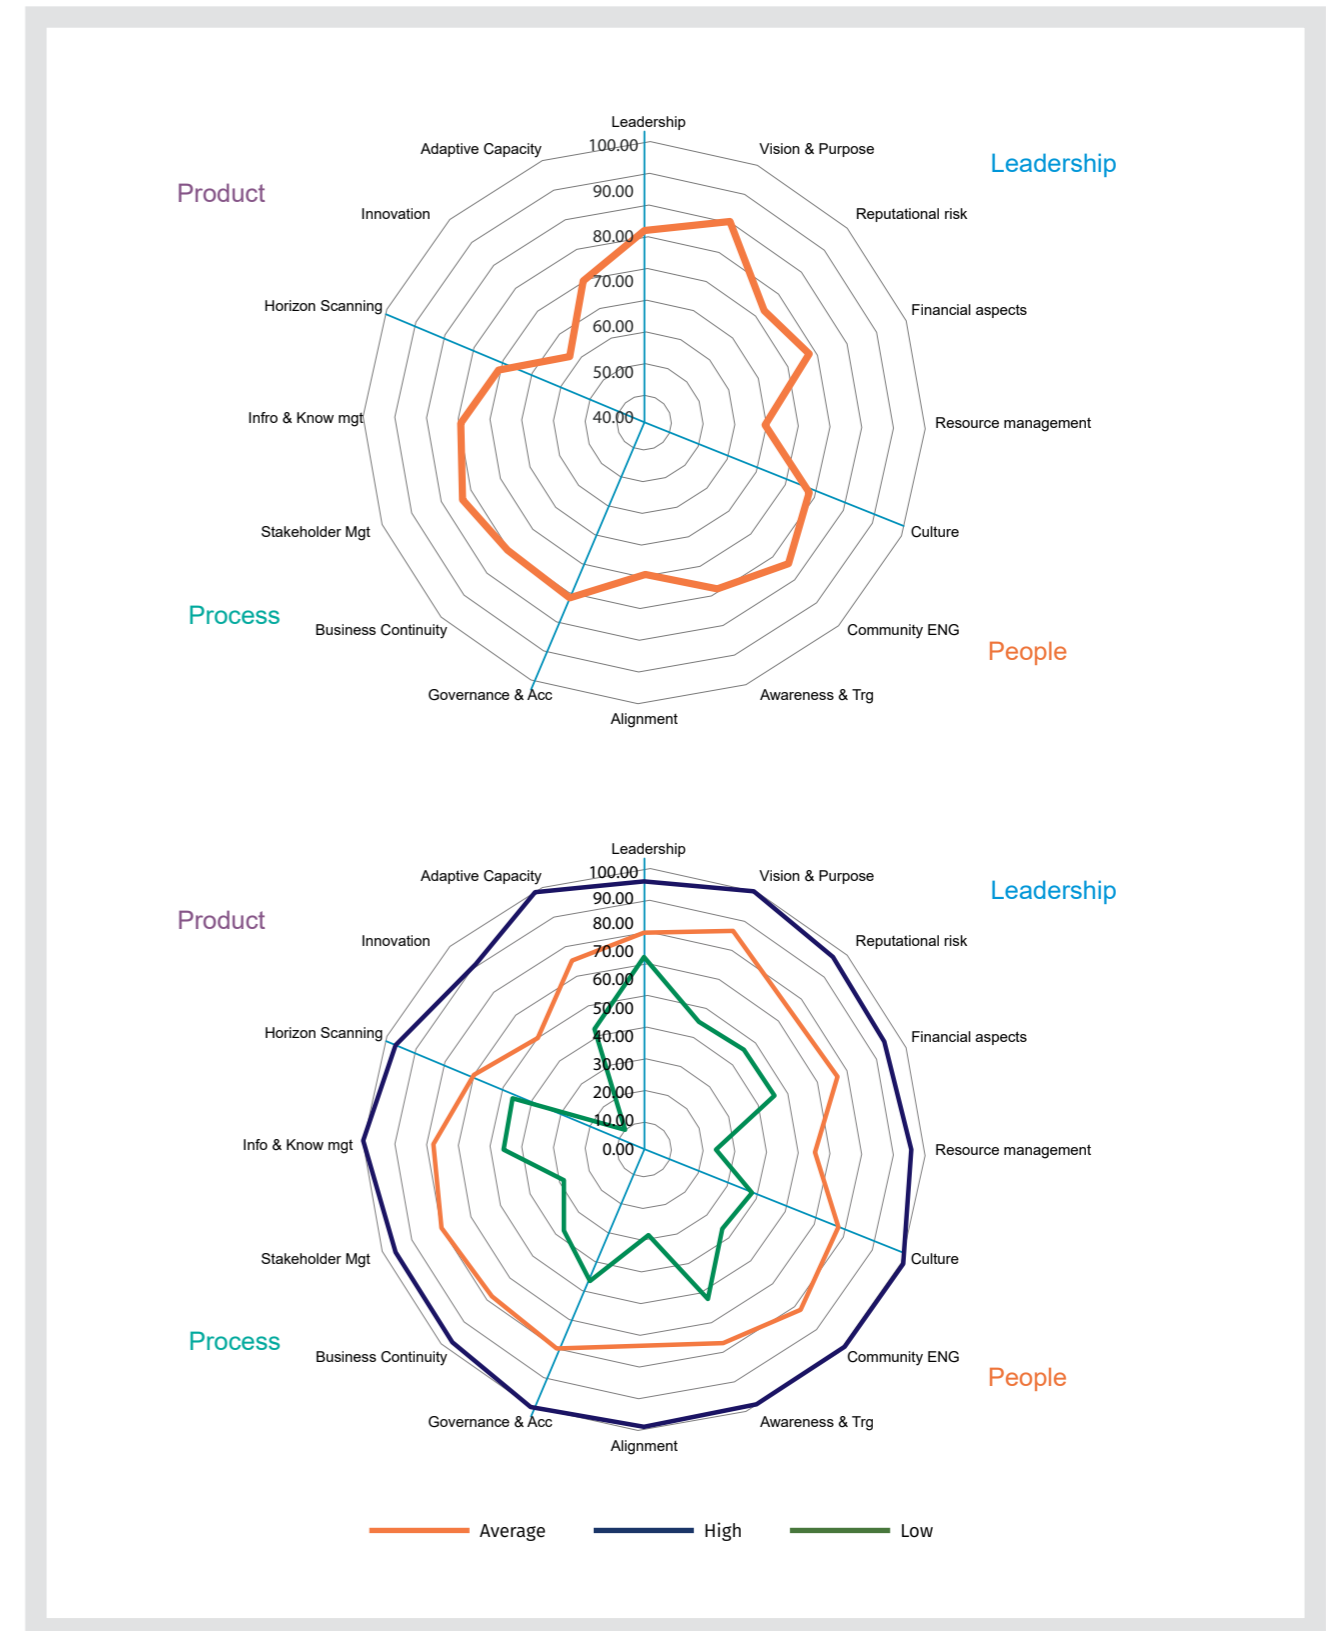 Leadership
100.00
Adaptive Capacity
Vision & Purpose
Leadership
Product
90.00
Innovation
Reputational risk
80.00
70.00
Horizon Scanning
Financial aspects
60.00
50.00
40.00
Infro & Know mgt
Resource management
Stakeholder Mgt
Culture
Process
Business Continuity
Community ENG
People
Governance & Acc
Awareness & Trg
Alignment
Leadership
100.00
Adaptive Capacity
Vision & Purpose
Leadership
90.00
Product
80.00
Innovation
Reputational risk
70.00
60.00
50.00
Horizon Scanning
Financial aspects
40.00
30.00
20.00
10.00
Info & Know mgt
0.00
Resource management
Stakeholder Mgt
Culture
Process
Business Continuity
Community ENG
People
Governance & Acc
Awareness & Trg
Alignment
Average
High
Low